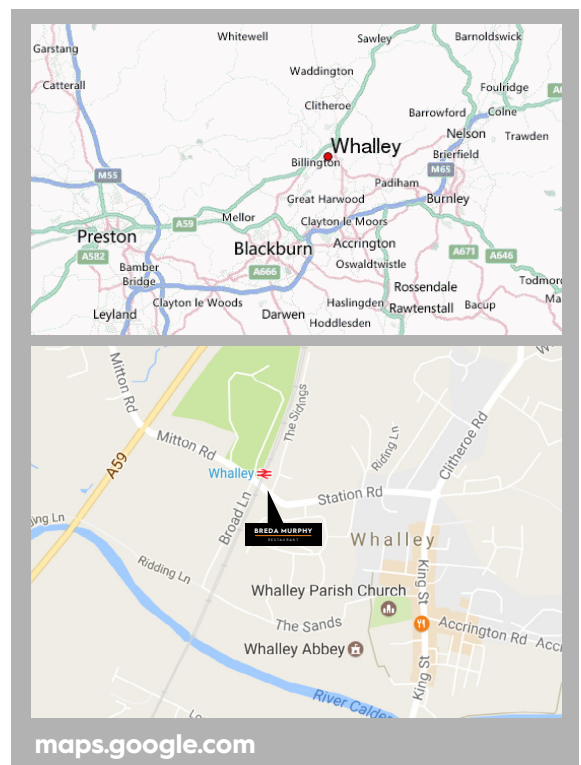 Whitewell
Sawley
Barnoldswick
Garstang
Waddington
Catterall
Foulridge
Clitheroe
Barrowford
Colne
Whalley
Nelson
Trawden
Billington
Brierfield
M55
M65
Padiham
Great Harwood
Burnley
Mellor
A59
Clayton le Moors
Preston
Blackburn
Accrington
A582
A671
A646
Oswaldtwistle
Bamber
Bridge
A666
Rossendale
Clayton le Woods
Haslingden
Bacup
Leyland
Darwen
Rawtenstall
Hoddlesden
Mitton Rd
The Sidings
Clitheroe Rd
Mitton Rd
Riding Ln
A59
Whalley
Station Rd
Broad Ln
BREDA MURPHY
RESTAURANT
Whalley
Ridding Ln
King St
Whalley Parish Church
The Sands
Accrington Rd
Whalley Abbey
King St
River Calder
maps.google.com